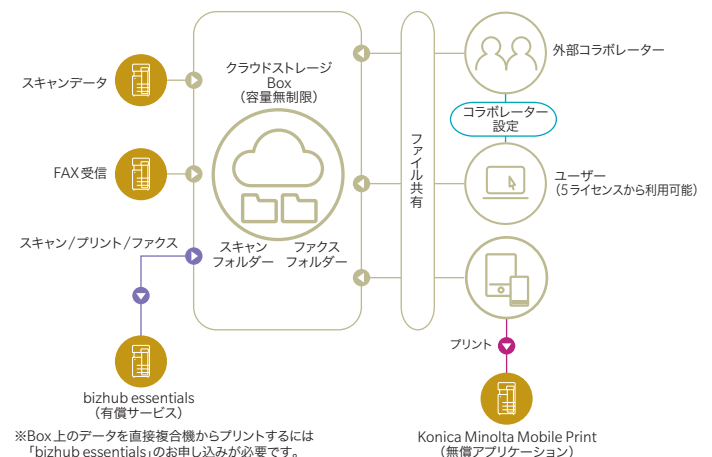 スキャンデータ
FAX受信
スキャン/プリント/ファクス
bizhub essentials
（有償サービス）
※Box上のデータを直接複合機からプリントするには
「bizhub essentials」のお申し込みが必要です。
クラウドストレージ
Box
（容量無制限）
スキャン
フォルダー
ファクス
フォルダー
ファイル共有
外部コラボレーター
コラボレーター
設定
ユーザー
（5ライセンスから利用可能）
プリント
Konica Minolta Mobile Print
（無償アプリケーション）